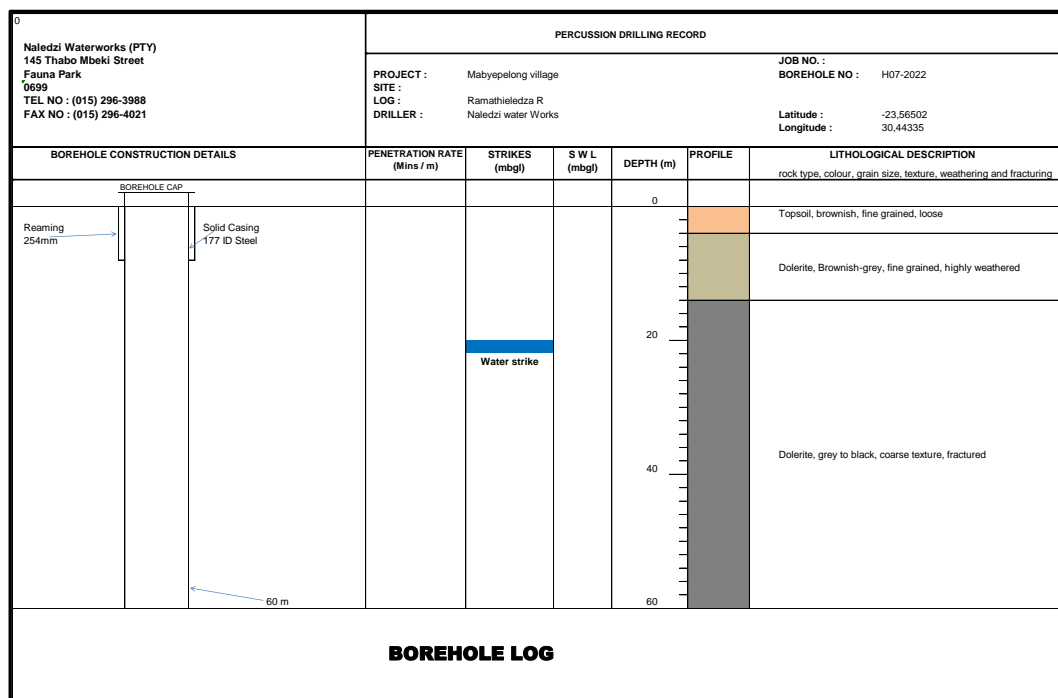 0
Naledzi Waterworks (PTY)
145 Thabo Mbeki Street
Fauna Park
0699
TEL NO : (015) 296-3988
FAX NO : (015) 296-4021
PERCUSSION DRILLING RECORD
JOB NO. :
PROJECT : Mabyepelong village BOREHOLE NO : H07-2022
SITE :
LOG : Ramathieledza R
DRILLER : Naledzi water Works Latitude : -23,56502
Longitude : 30,44335
BOREHOLE CONSTRUCTION DETAILS PENETRATION RATE (Mins / m) STRIKES (mbgl) S W L (mbgl) DEPTH (m) PROFILE LITHOLOGICAL DESCRIPTION
rock type, colour, grain size, texture, weathering and fracturing
BOREHOLE CAP
0
Topsoil, brownish, fine grained, loose
Reaming Solid Casing
254mm 177 ID Steel
Dolerite, Brownish-grey, fine grained, highly weathered
20
Water strike
Dolerite, grey to black, coarse texture, fractured
40
60 m 60
BOREHOLE LOG